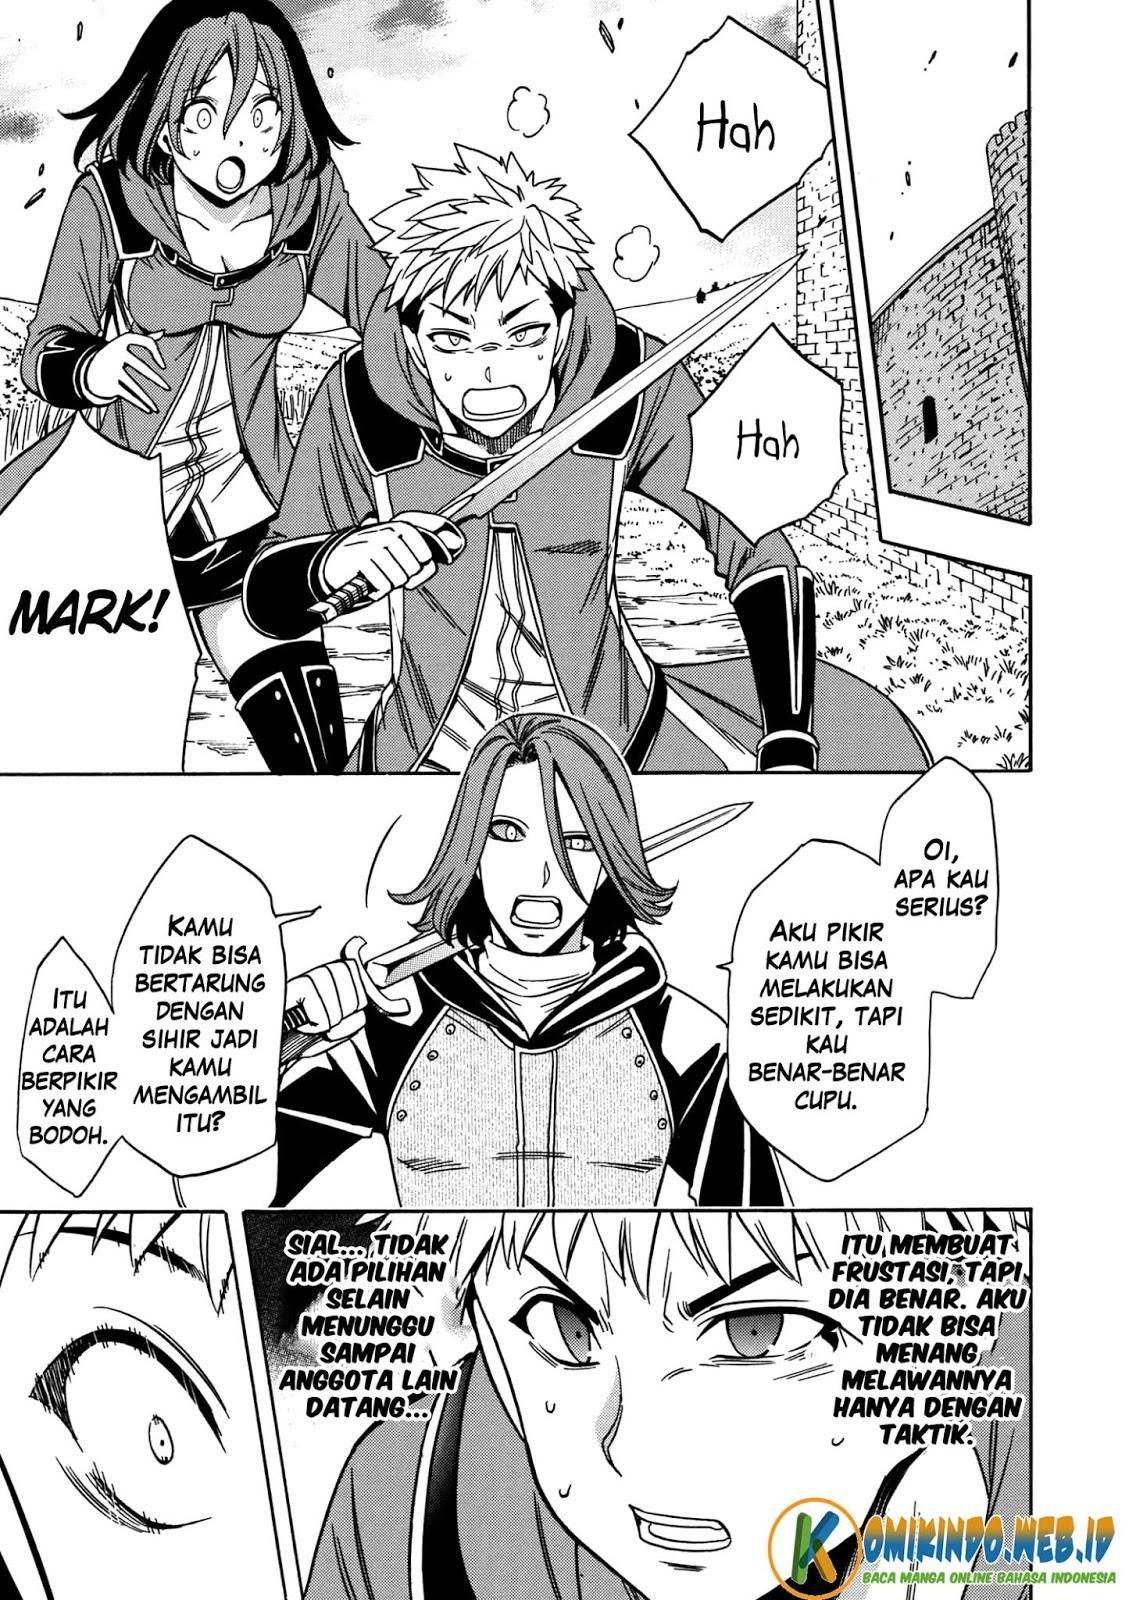 Hah
Hah
MARK!
OI,
APA KAU
SERIUS?
AKU PIKIR
KAMU BISA
MELAKUKAN
SEDIKIT, TAPI
KAU
BENAR-BENAR
CUPU.
KAMU
TIDAK BISA
BERTARUNG
DENGAN
SIHIR JADI
KAMU
MENGAMBIL
ITU?
ITU
ADALAH
CARA
BERPIKIR
YANG
BODOH.
ITU MEMBUAT
FRUSTASI, TAPI
DIA BENAR. AKU
TIDAK BISA
MENANG
MELAWANNYA
HANYA DENGAN
TAKTIK.
SIAL... TIDAK
ADA PILIHAN
SELAIN
MENUNGGU
SAMPAI
ANGGOTA LAIN
DATANG...
KOMIKINDO.WEB.ID
BACA MANGA ONLINE BAHASA INDONESIA